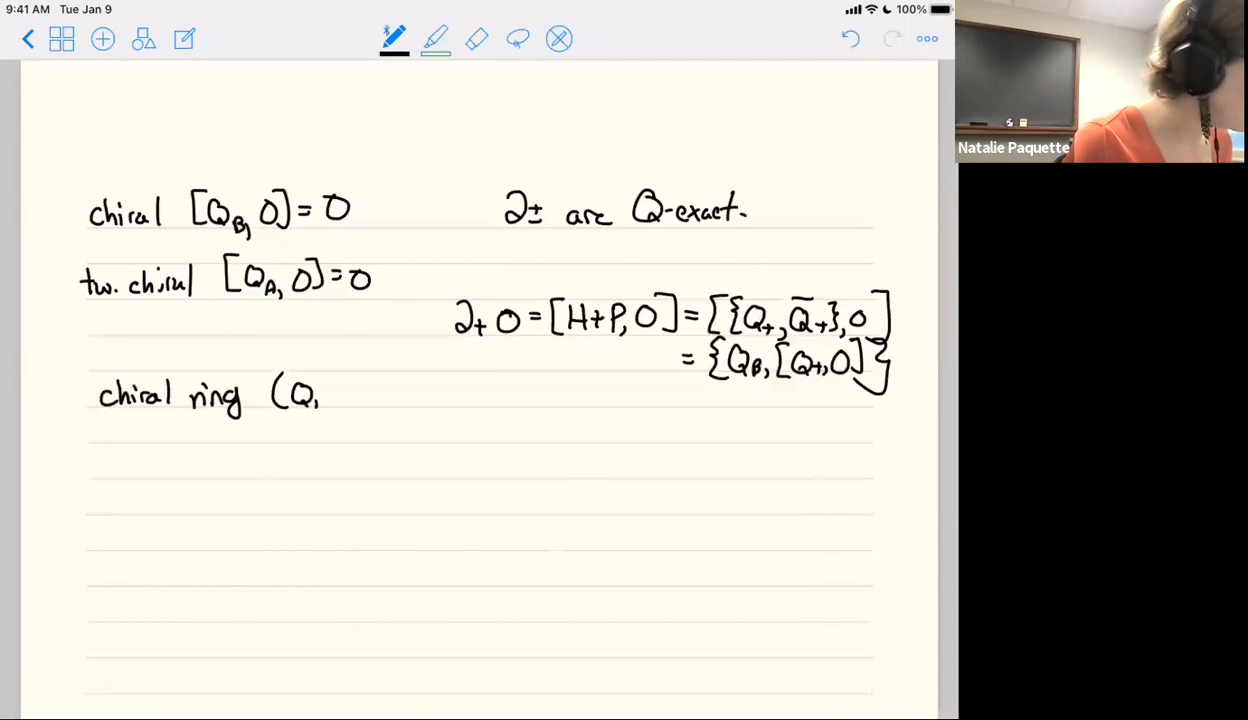 9:41 AM Tue Jan 9
100%
Natalie Paquette
chiral [Q_B, O] = 0
∂± are Q-exact.
tw. chiral [Q_A, O] = 0
∂₊ O = [H+P, O] = [{Q₊, Q̄₊}, O]
= {Q_B, [Q₊, O]}
chiral ring (Q,